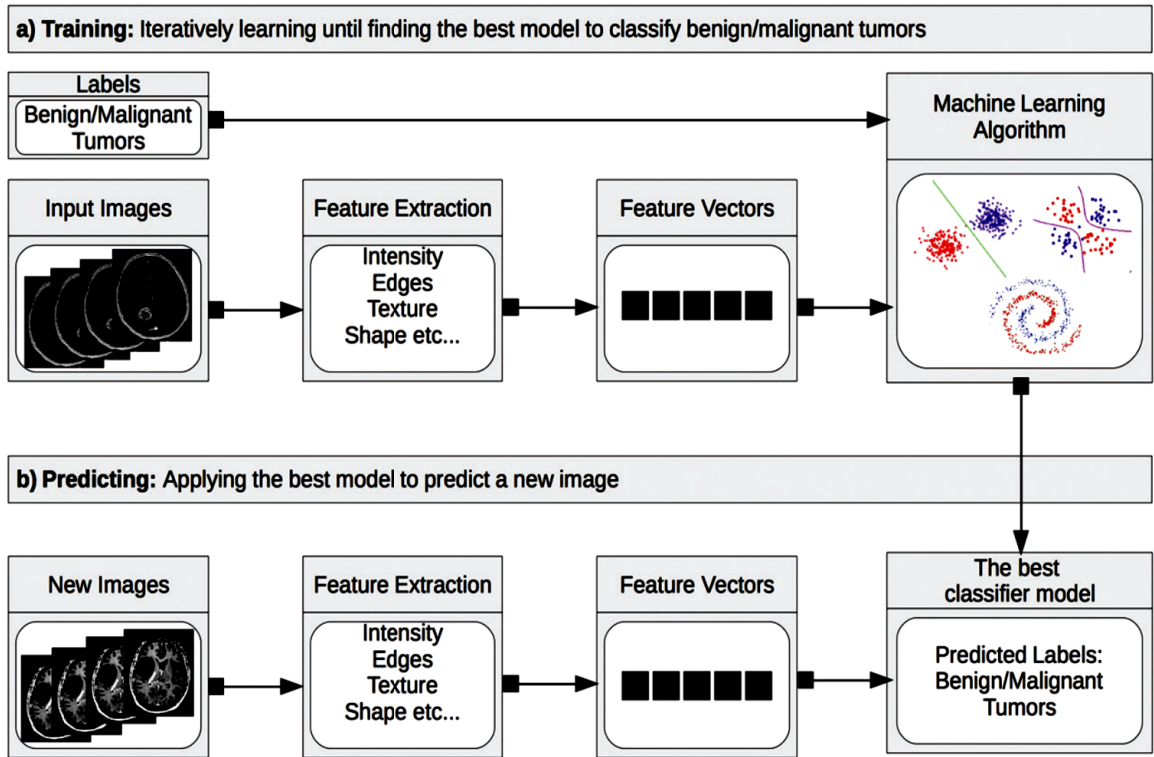 a) Training: Iteratively learning until finding the best model to classify benign/malignant tumors
Labels
Benign/Malignant
Tumors
Machine Learning
Algorithm
Input Images
Feature Extraction
Feature Vectors
Intensity
Edges
Texture
Shape etc...
b) Predicting: Applying the best model to predict a new image
New Images
Feature Extraction
Feature Vectors
The best
classifier model
Intensity
Edges
Texture
Shape etc...
Predicted Labels:
Benign/Malignant
Tumors